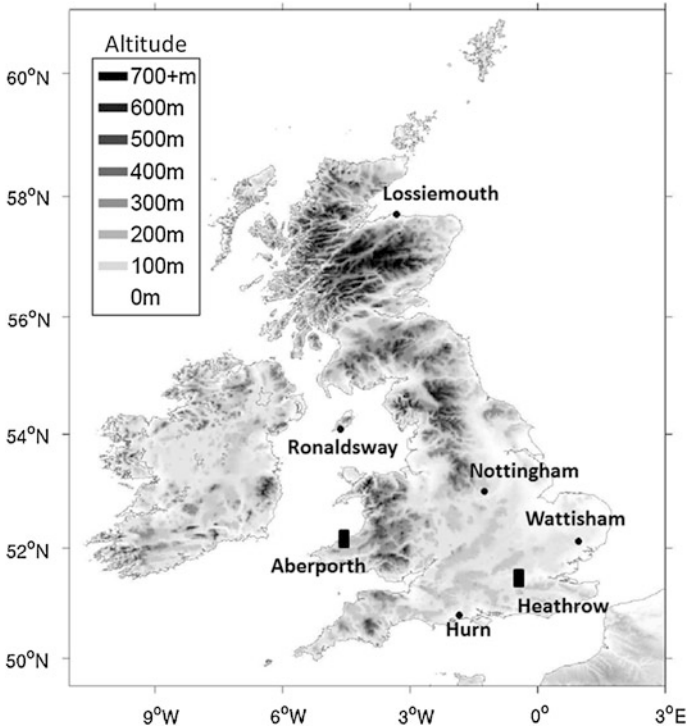 Altitude
700+m
600m
500m
400m
300m
200m
100m
0m
60°N
58°N
56°N
54°N
52°N
50°N
Lossiemouth
Ronaldsway
Nottingham
Wattisham
Aberporth
Heathrow
Hurn
9°W
6°W
3°W
0°
3°E